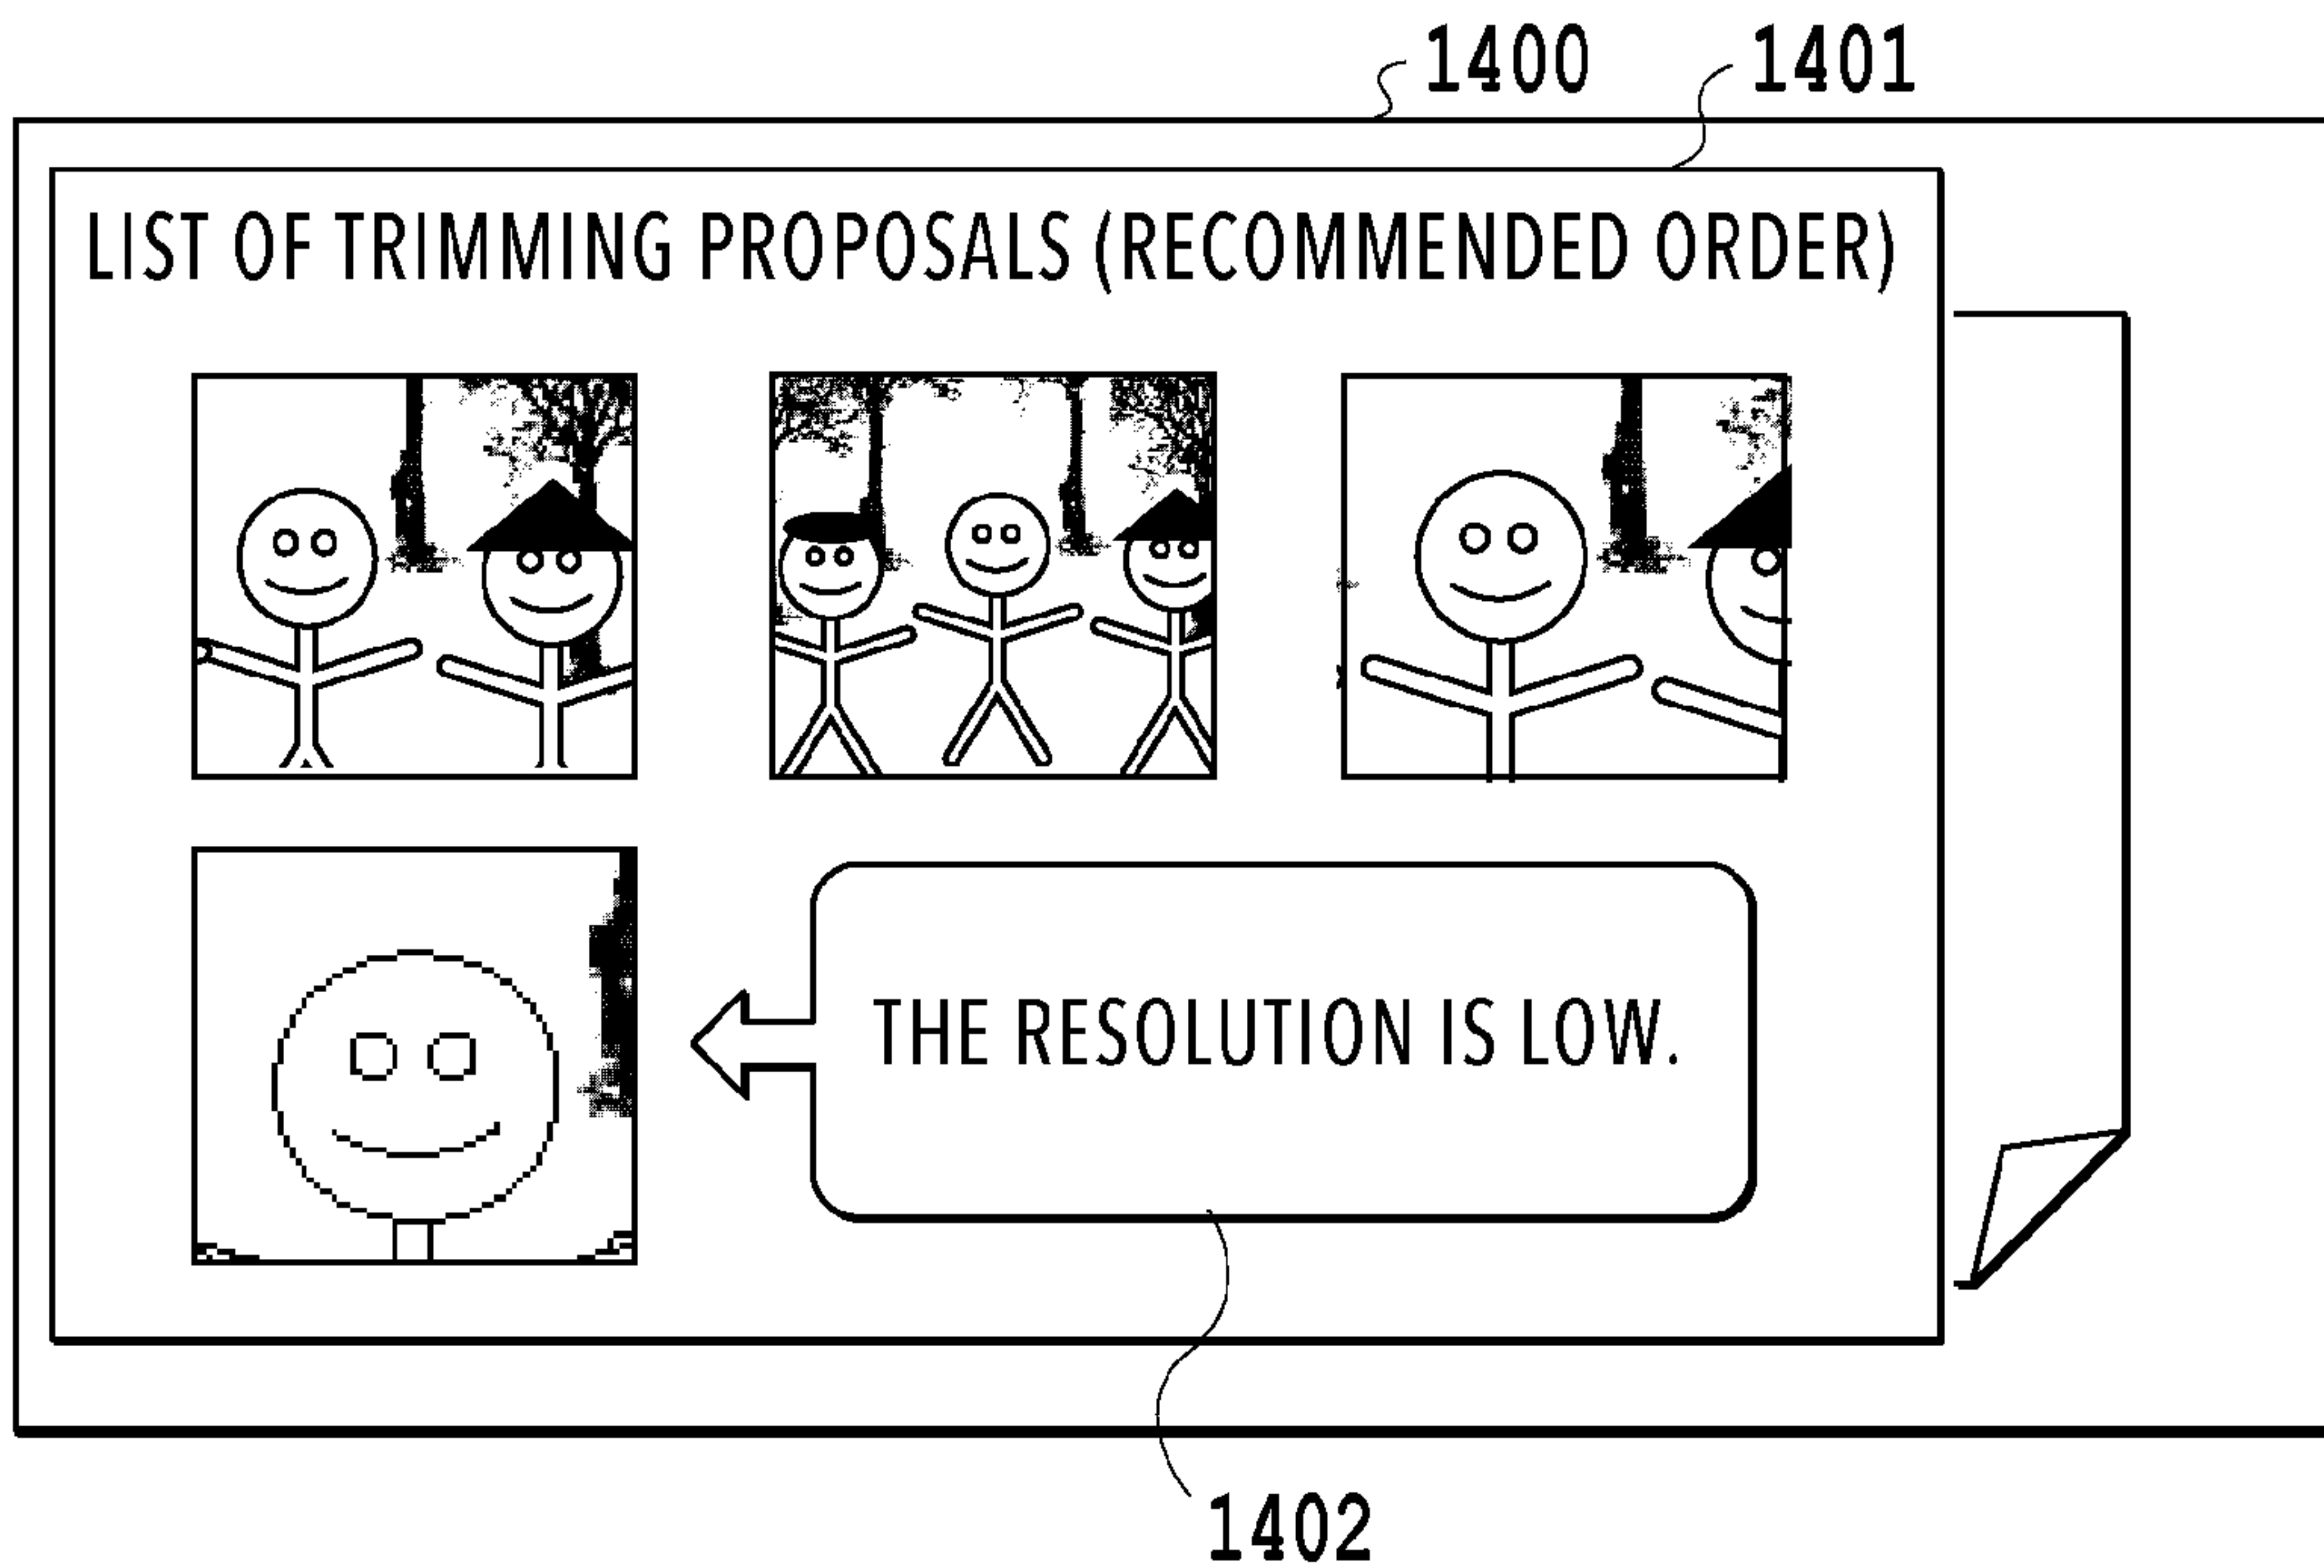 1400 1401
LIST OF TRIMMING PROPOSALS (RECOMMENDED ORDER)
THE RESOLUTION IS LOW.
1402